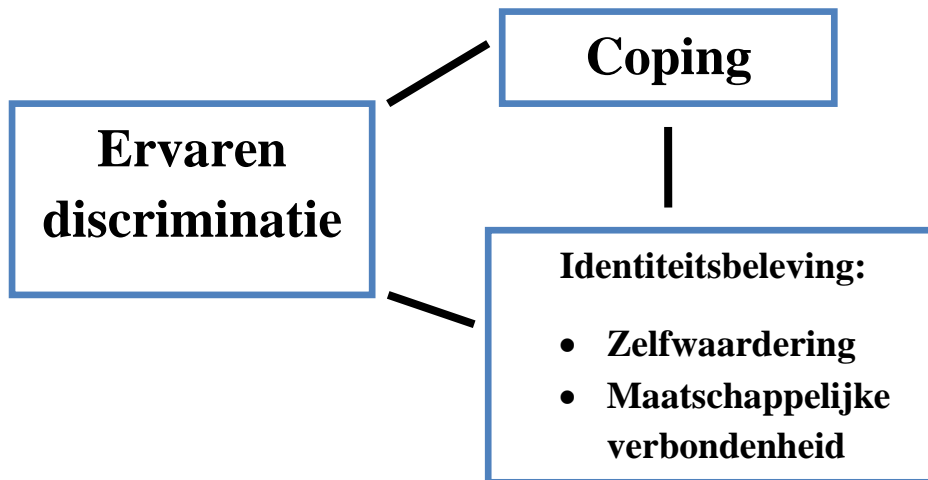 Coping
Ervaren
discriminatie
Identiteitsbeleving:
• Zelfwaardering
• Maatschappelijke
verbondenheid